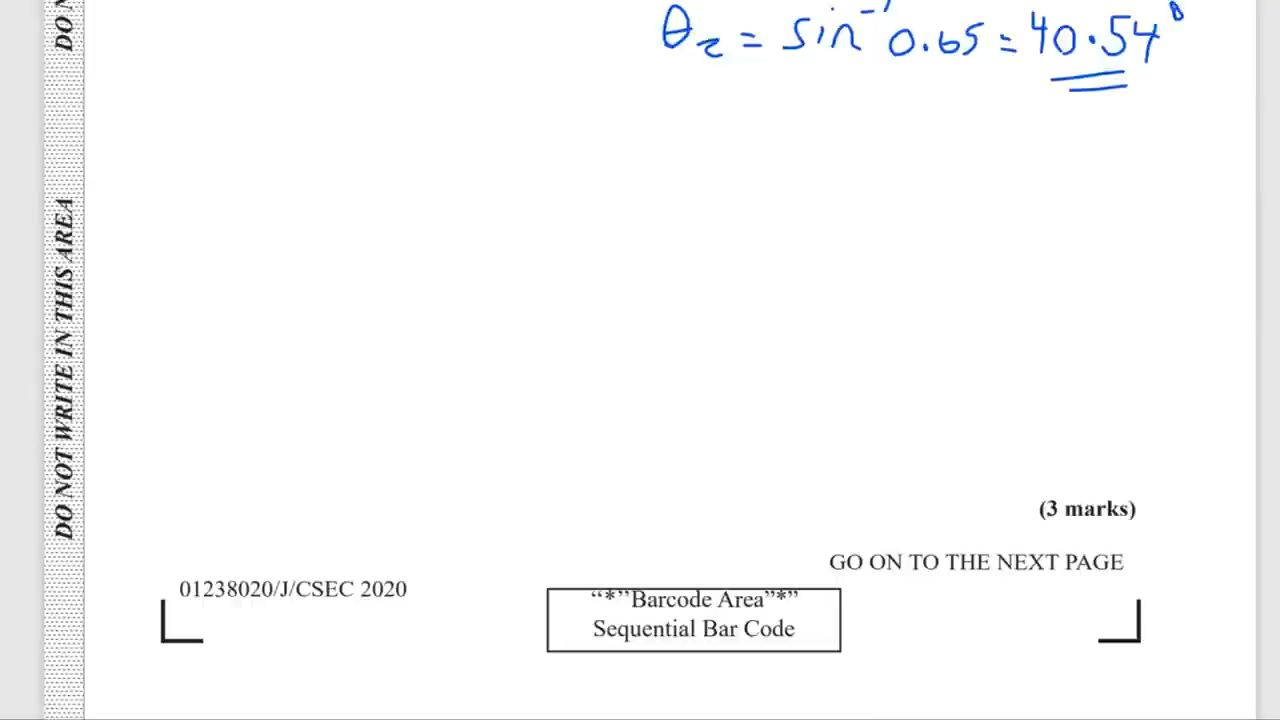 θ₂ = sin⁻¹ 0.65 = 40.54°
DO NOT WRITE IN THIS AREA
(3 marks)
GO ON TO THE NEXT PAGE
01238020/J/CSEC 2020
“*”Barcode Area”*”
Sequential Bar Code